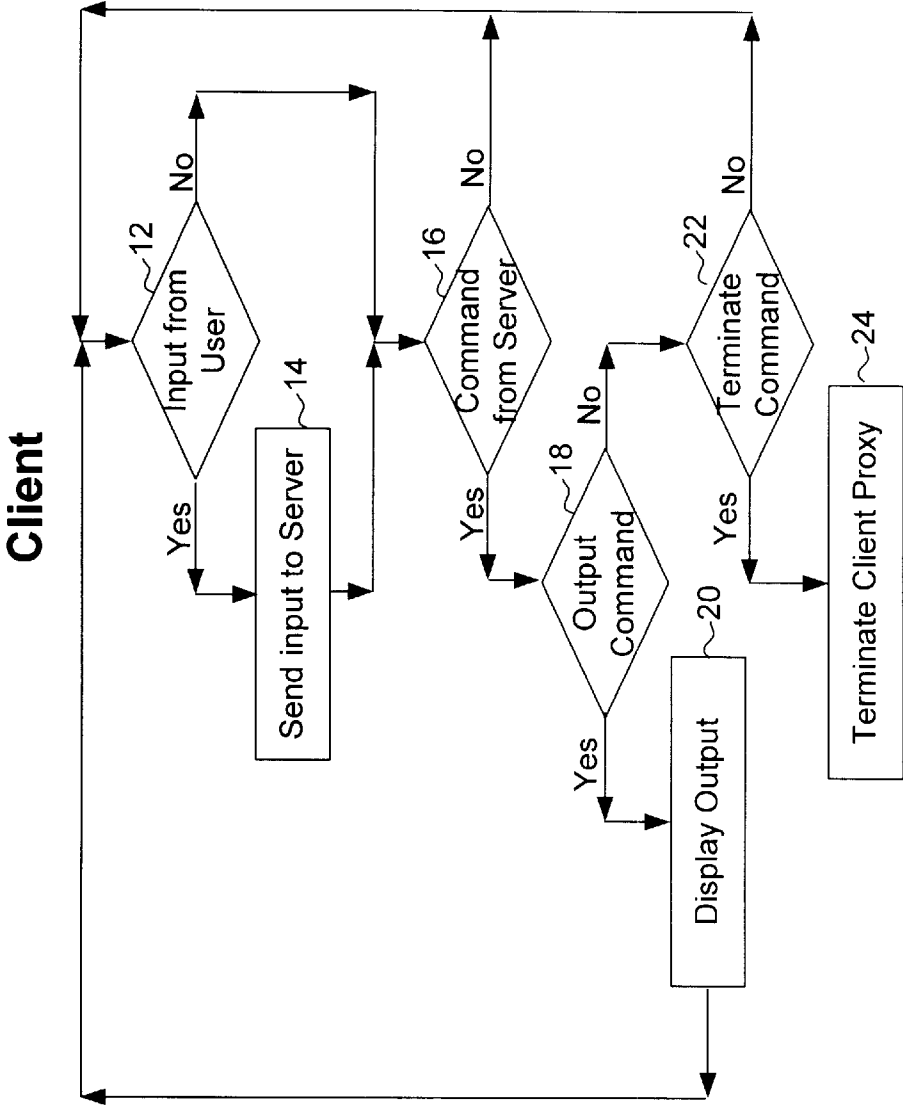 Client
Input from
User
12
No
Yes
Send input to Server
14
Command
from Server
16
No
Yes
Output
Command
18
No
Yes
Display Output
20
Terminate
Command
22
No
Yes
Terminate Client Proxy
24